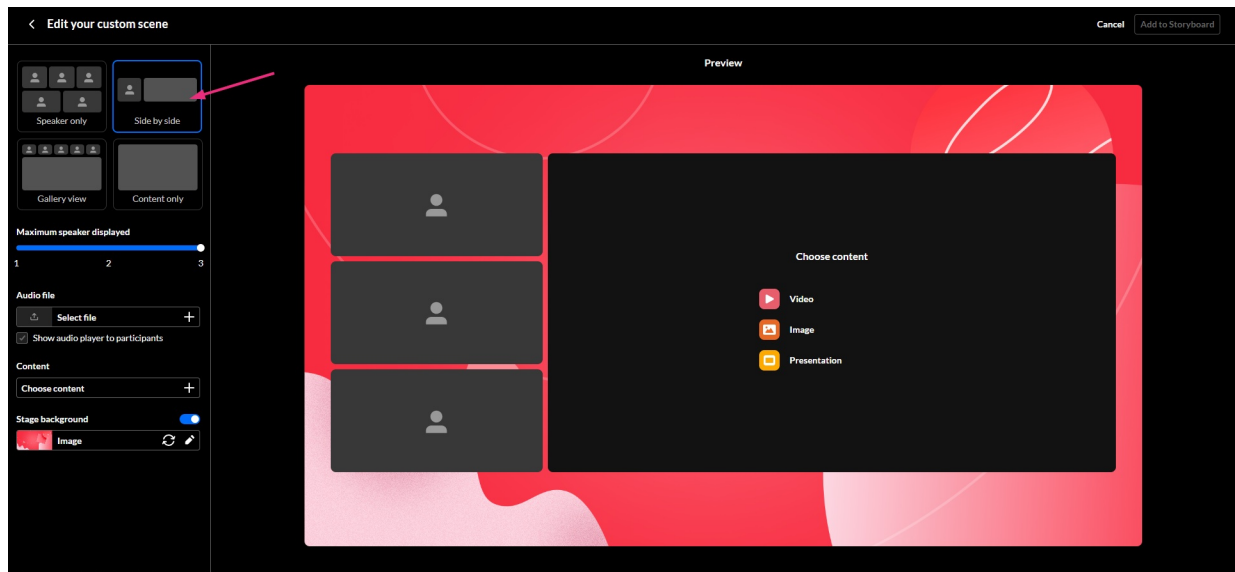 Edit your custom scene
Cancel
Add to Storyboard
Speaker only
Side by side
Gallery view
Content only
Maximum speaker displayed
1 2 3
Audio file
Select file
Show audio player to participants
Content
Choose content
Stage background
Image
Preview
Choose content
Video
Image
Presentation